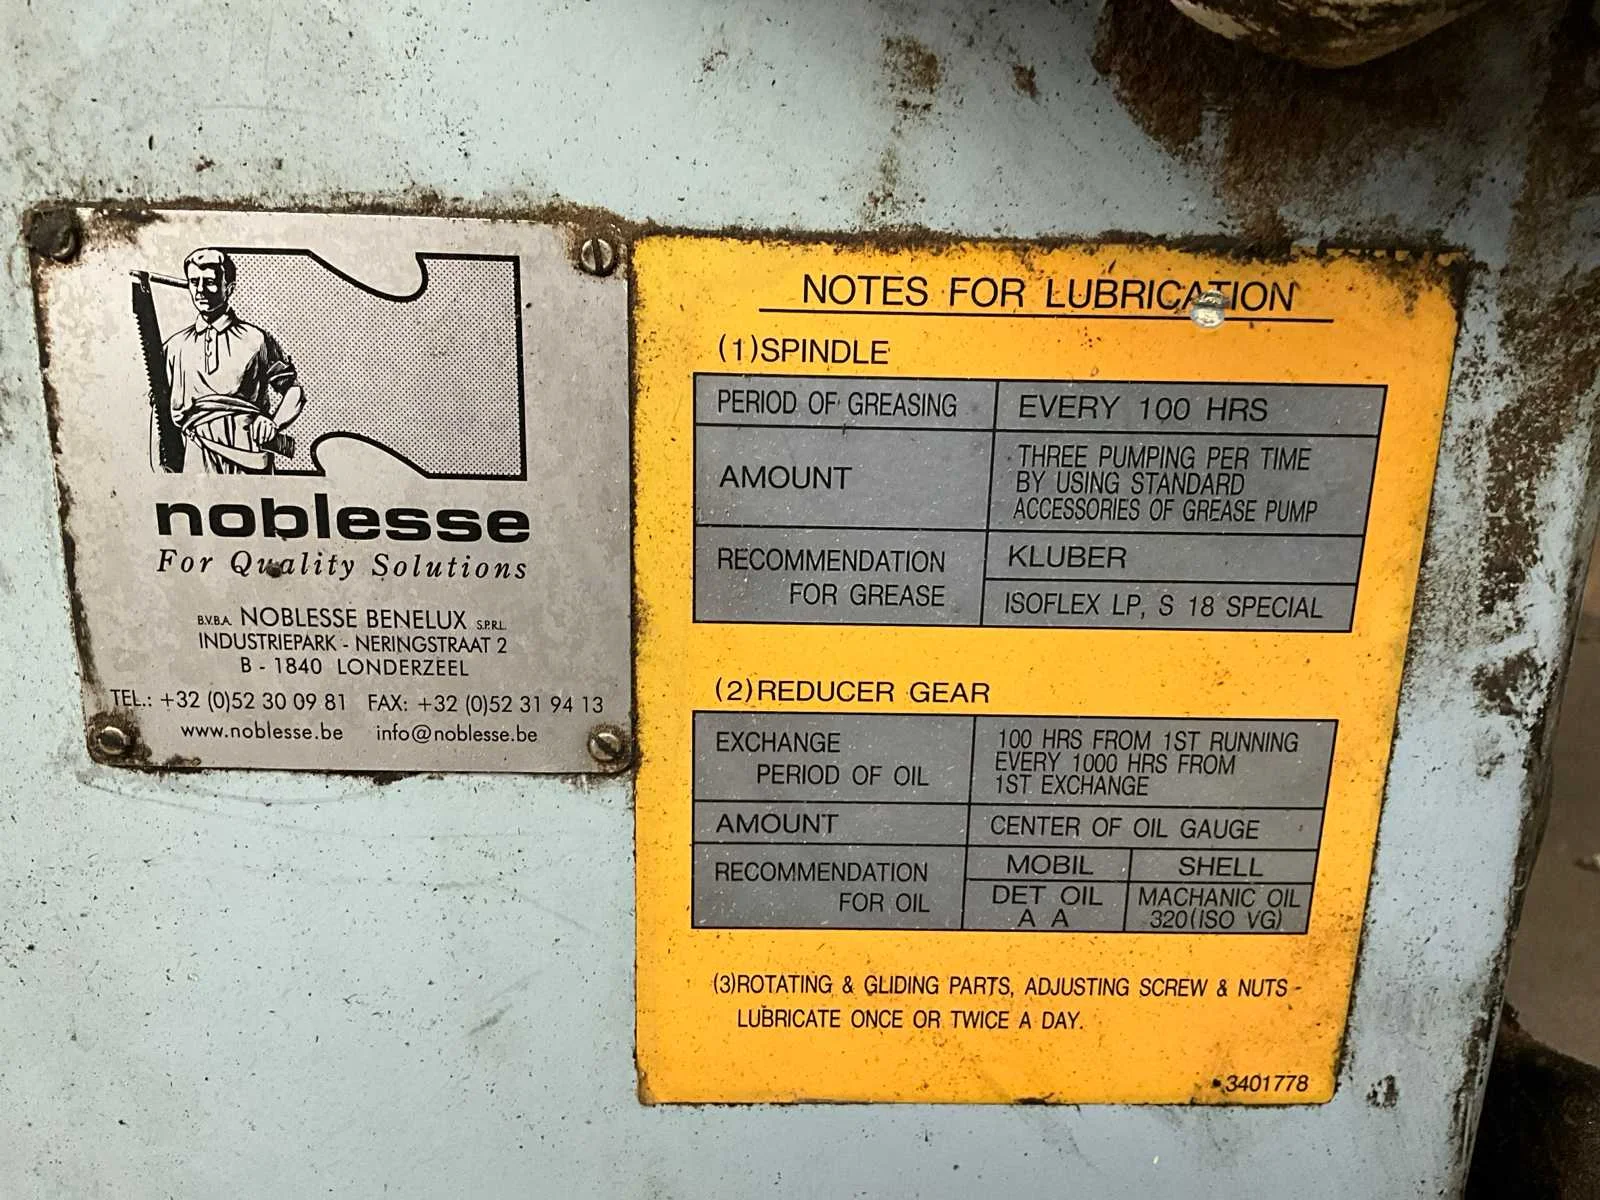 noblesse
For Quality Solutions
B.V.B.A. NOBLESSE BENELUX S.P.R.L.
INDUSTRIEPARK - NERINGSTRAAT 2
B - 1840 LONDERZEEL
TEL.: +32 (0)52 30 09 81 FAX: +32 (0)52 31 94 13
www.noblesse.be info@noblesse.be
NOTES FOR LUBRICATION
(1)SPINDLE
PERIOD OF GREASING EVERY 100 HRS
AMOUNT
THREE PUMPING PER TIME
BY USING STANDARD
ACCESSORIES OF GREASE PUMP
RECOMMENDATION
FOR GREASE
KLUBER
ISOFLEX LP, S 18 SPECIAL
(2)REDUCER GEAR
EXCHANGE
PERIOD OF OIL
100 HRS FROM 1ST RUNNING
EVERY 1000 HRS FROM
1ST EXCHANGE
AMOUNT CENTER OF OIL GAUGE
RECOMMENDATION
FOR OIL
MOBIL SHELL
DET OIL
A A
MACHANIC OIL
320(ISO VG)
(3)ROTATING & GLIDING PARTS, ADJUSTING SCREW & NUTS -
LUBRICATE ONCE OR TWICE A DAY.
3401778